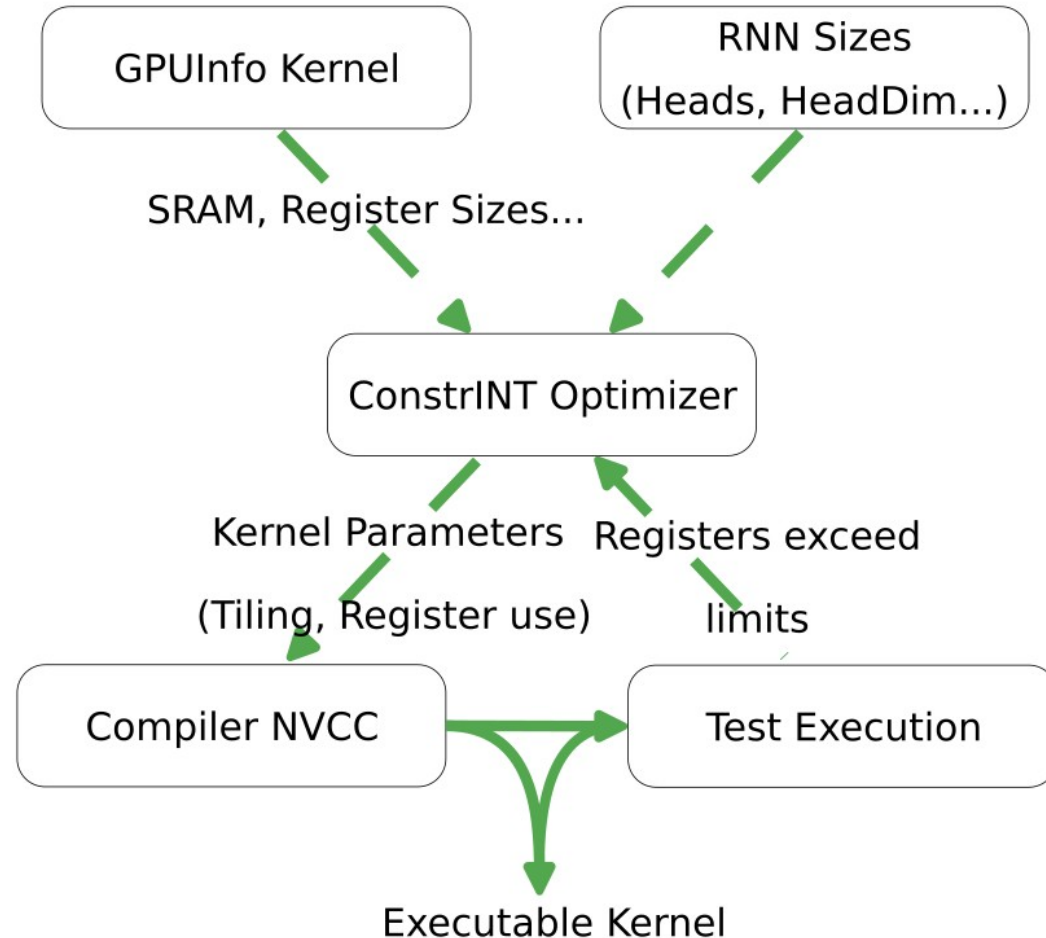 GPUInfo Kernel
RNN Sizes
(Heads, HeadDim...)
SRAM, Register Sizes...
ConstrINT Optimizer
Kernel Parameters
(Tiling, Register use)
Registers exceed
limits
Compiler NVCC
Test Execution
Executable Kernel